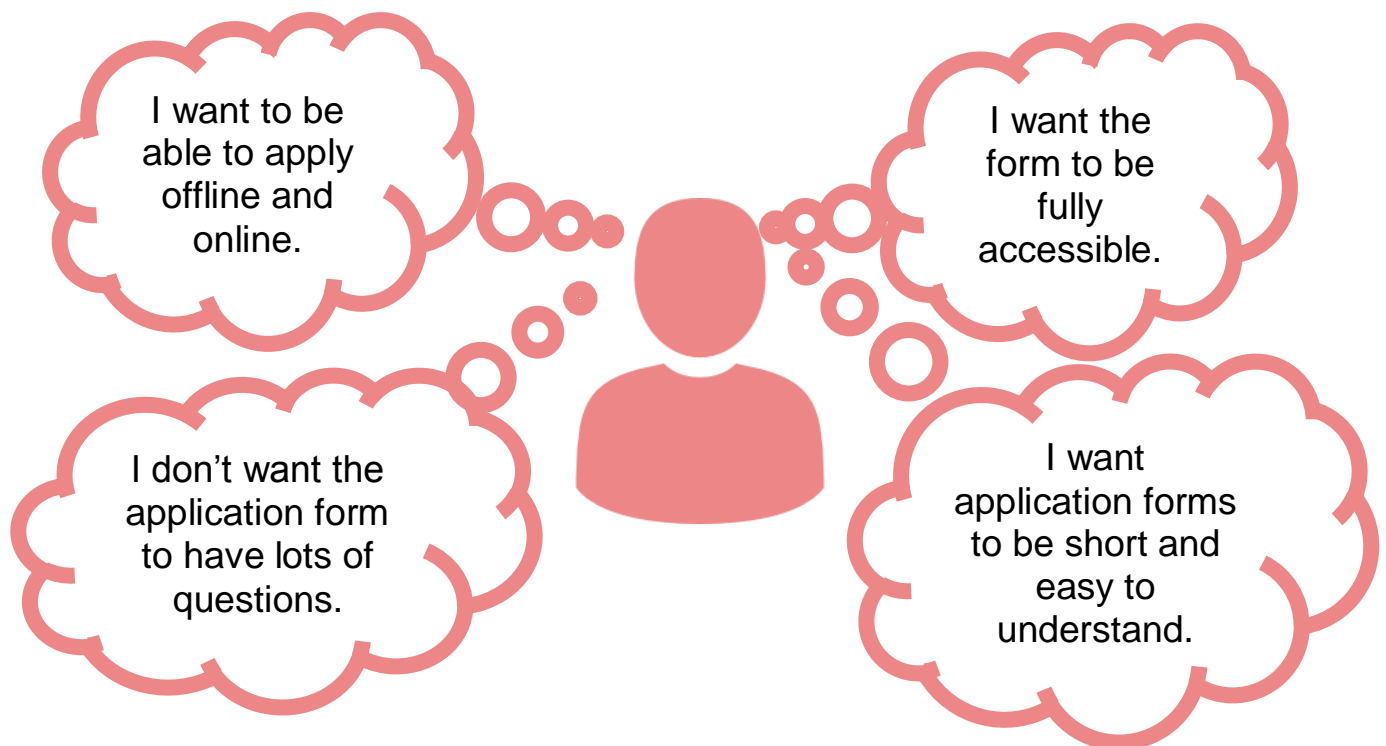 I want to be
able to apply
offline and
online.
I want the
form to be
fully
accessible.
I don’t want the
application form
to have lots of
questions.
I want
application forms
to be short and
easy to
understand.